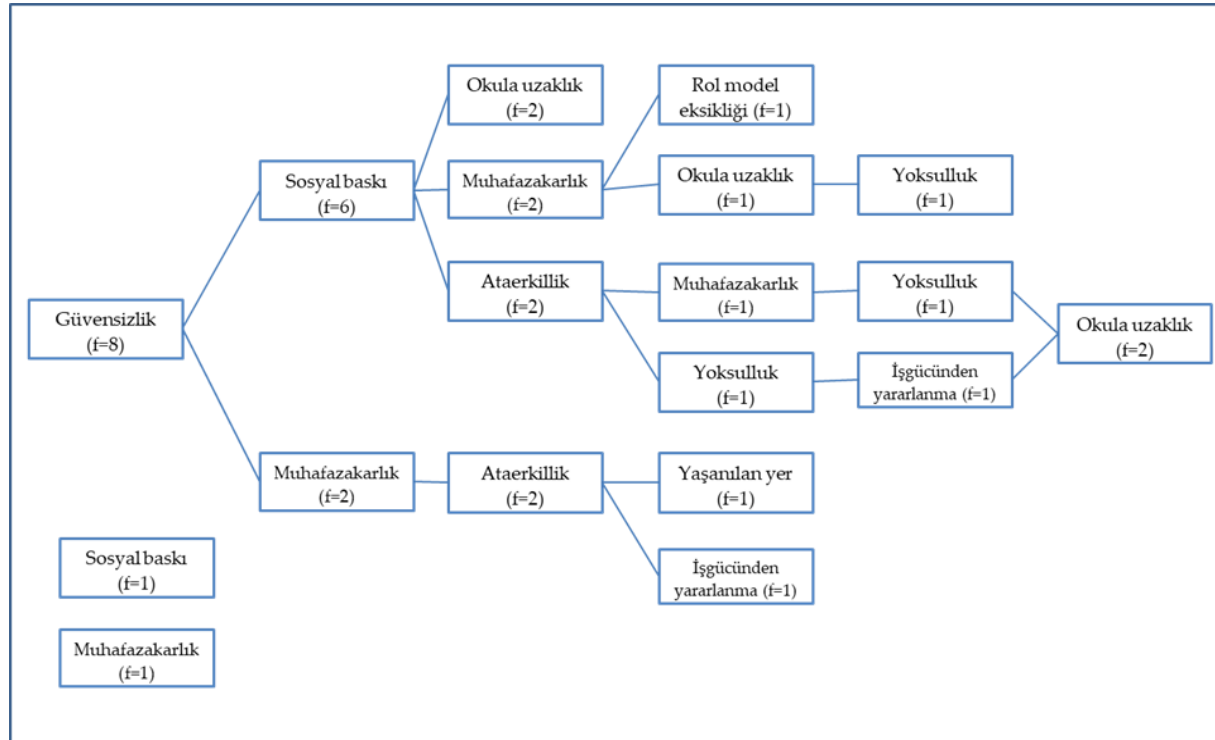 Okula uzaklık
(f=2)
Rol model
eksikliği (f=1)
Sosyal baskı
(f=6)
Muhafazakarlık
(f=2)
Okula uzaklık
(f=1)
Yoksulluk
(f=1)
Ataerkillik
(f=2)
Muhafazakarlık
(f=1)
Yoksulluk
(f=1)
Güvensizlik
(f=8)
Okula uzaklık
(f=2)
Yoksulluk
(f=1)
İşgücünden
yararlanma (f=1)
Muhafazakarlık
(f=2)
Ataerkillik
(f=2)
Yaşanılan yer
(f=1)
Sosyal baskı
(f=1)
İşgücünden
yararlanma (f=1)
Muhafazakarlık
(f=1)